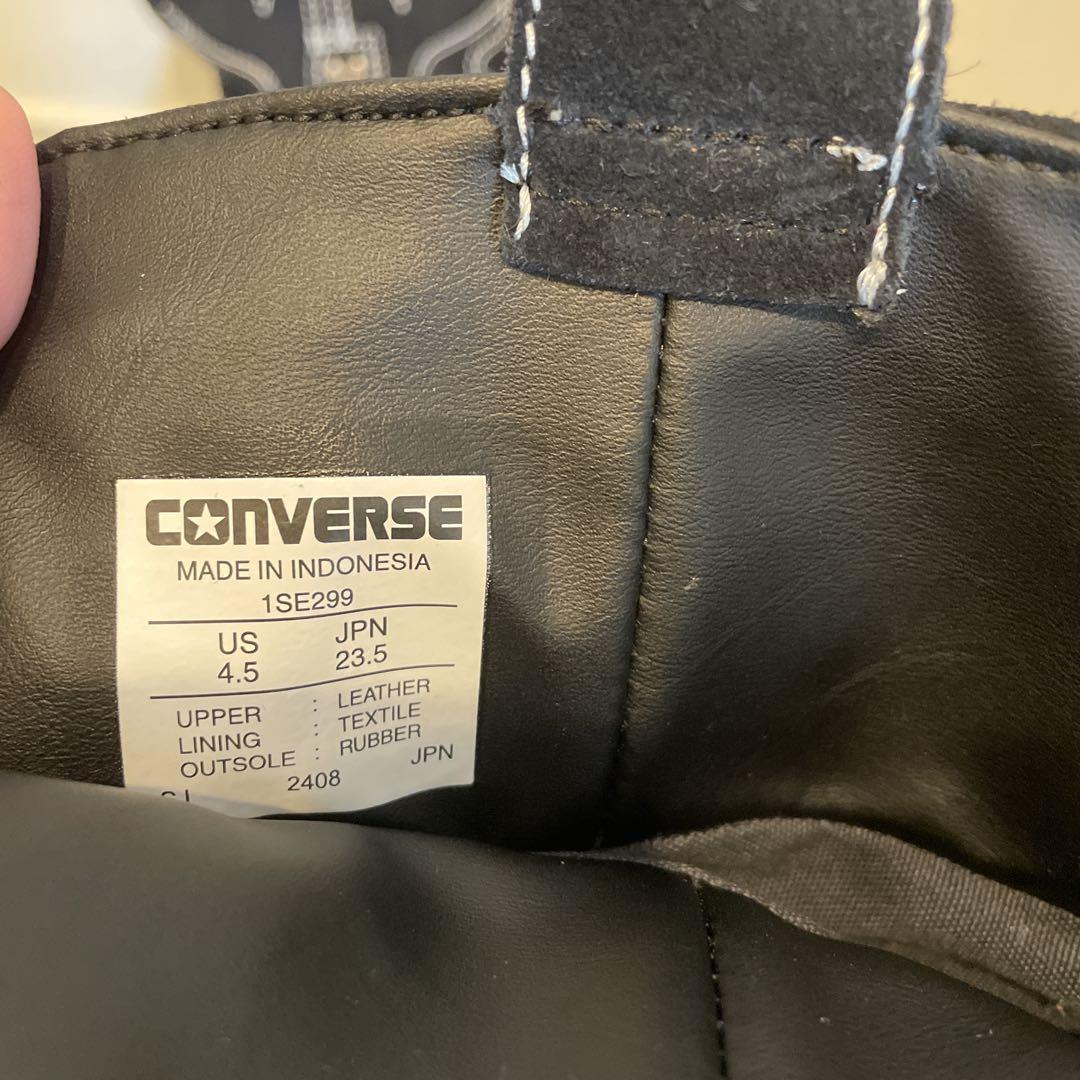 CONVERSE
MADE IN INDONESIA
1SE299
US JPN
4.5 23.5
UPPER : LEATHER
LINING : TEXTILE
OUTSOLE : RUBBER
2408 JPN